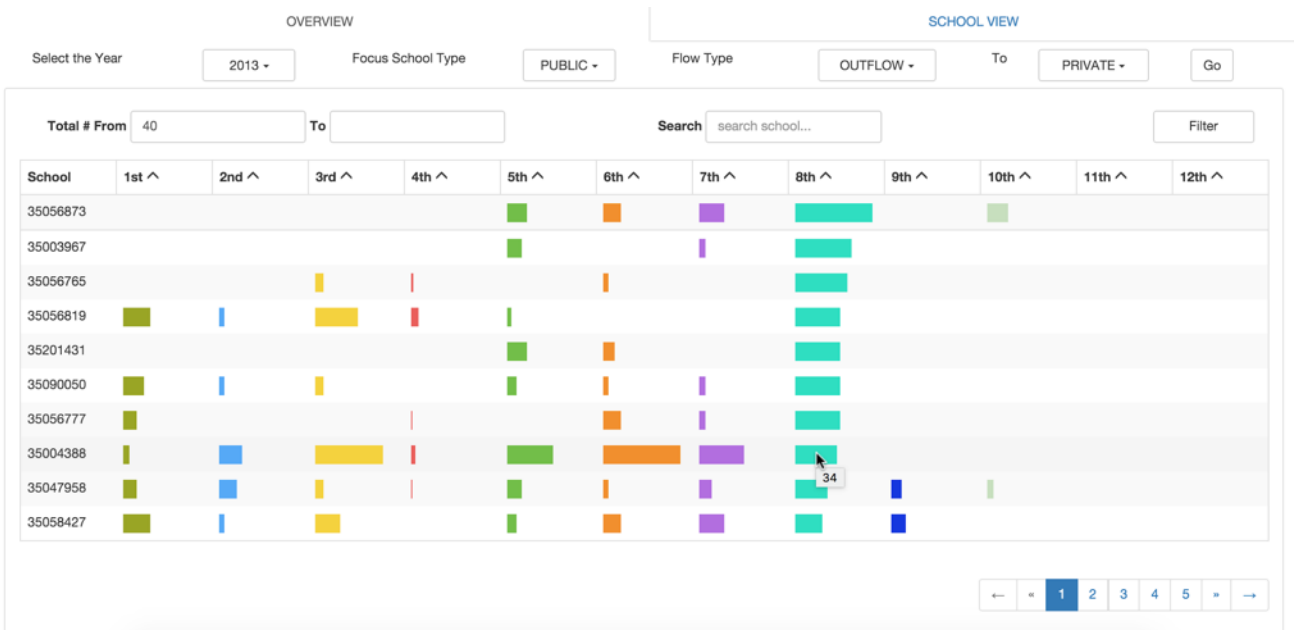 OVERVIEW SCHOOL VIEW
Select the Year 2013 Focus School Type PUBLIC Flow Type OUTFLOW To PRIVATE Go
Total # From 40 To Search search school... Filter
School 1st 2nd 3rd 4th 5th 6th 7th 8th 9th 10th 11th 12th
35056873
35003967
35056765
35056819
35201431
35090050
35056777
35004388
34
35047958
35058427
← « 1 2 3 4 5 » →